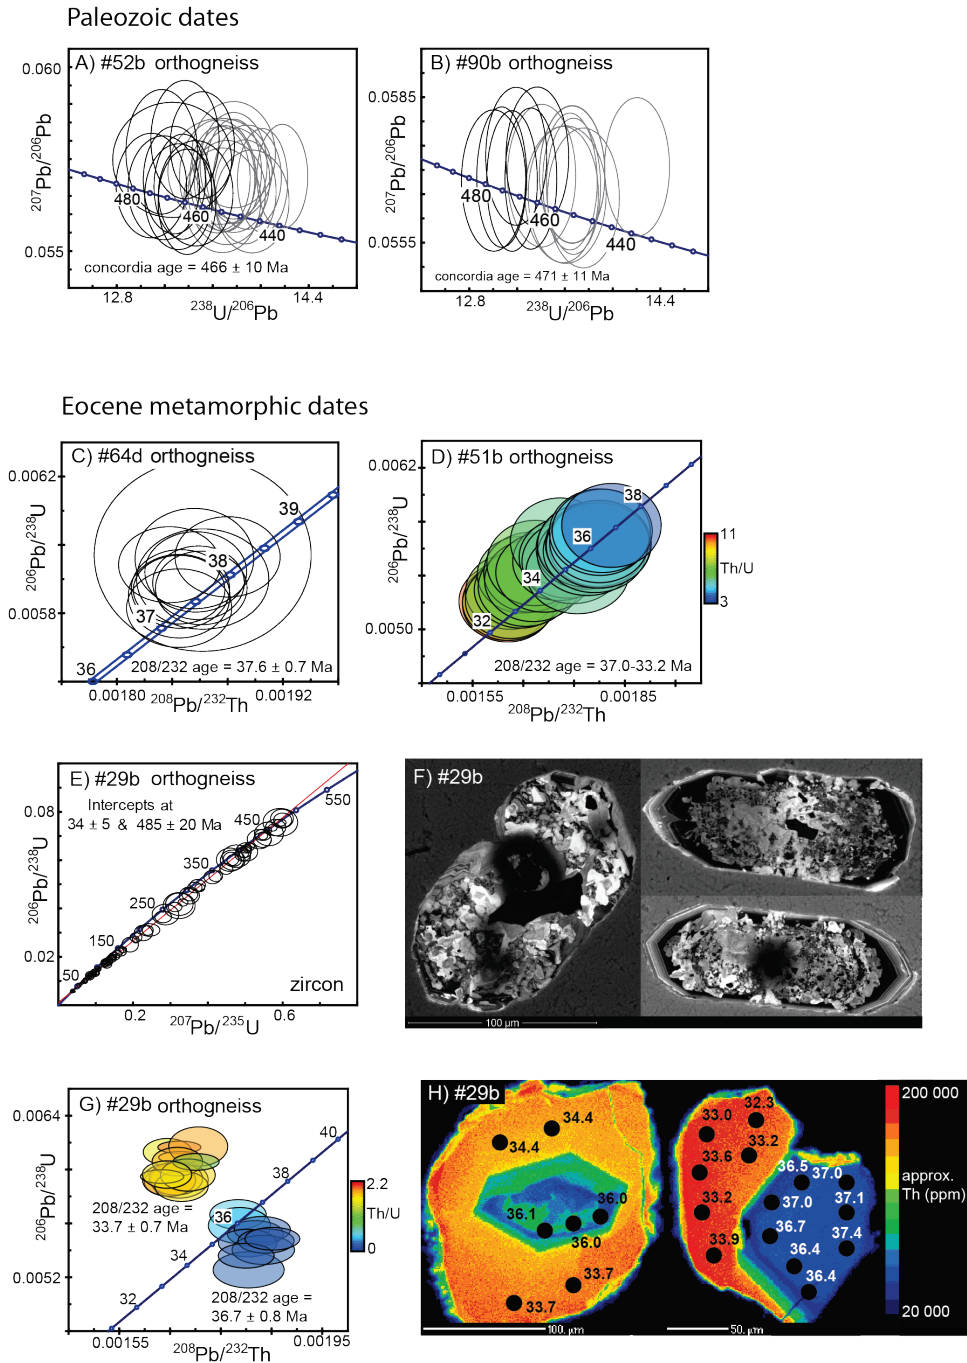 Paleozoic dates
A) #52b orthogneiss
0.060
0.055
207Pb/206Pb
480
460
440
concordia age = 466 ± 10 Ma
12.8
14.4
238U/206Pb
B) #90b orthogneiss
0.0585
0.0555
207Pb/206Pb
480
460
440
concordia age = 471 ± 11 Ma
12.8
14.4
238U/206Pb
Eocene metamorphic dates
C) #64d orthogneiss
0.0062
0.0058
206Pb/238U
39
38
37
36
208/232 age = 37.6 ± 0.7 Ma
0.00180
0.00192
208Pb/232Th
D) #51b orthogneiss
0.0062
0.0050
206Pb/238U
38
36
34
32
11
Th/U
3
208/232 age = 37.0-33.2 Ma
0.00155
0.00185
208Pb/232Th
E) #29b orthogneiss
Intercepts at
34 ± 5 & 485 ± 20 Ma
0.08
0.02
206Pb/238U
550
450
350
250
150
50
zircon
0.2
0.6
207Pb/235U
F) #29b
100 µm
G) #29b orthogneiss
0.0064
0.0052
206Pb/238U
40
38
36
34
32
2.2
Th/U
0
208/232 age =
33.7 ± 0.7 Ma
208/232 age =
36.7 ± 0.8 Ma
0.00155
0.00195
208Pb/232Th
H) #29b
34.4
34.4
36.0
36.1
36.0
33.7
33.7
100. µm
33.0
32.3
33.2
33.6
36.5
37.0
37.0
37.1
33.2
36.7
37.4
33.9
36.4
36.4
50. µm
200 000
approx.
Th (ppm)
20 000